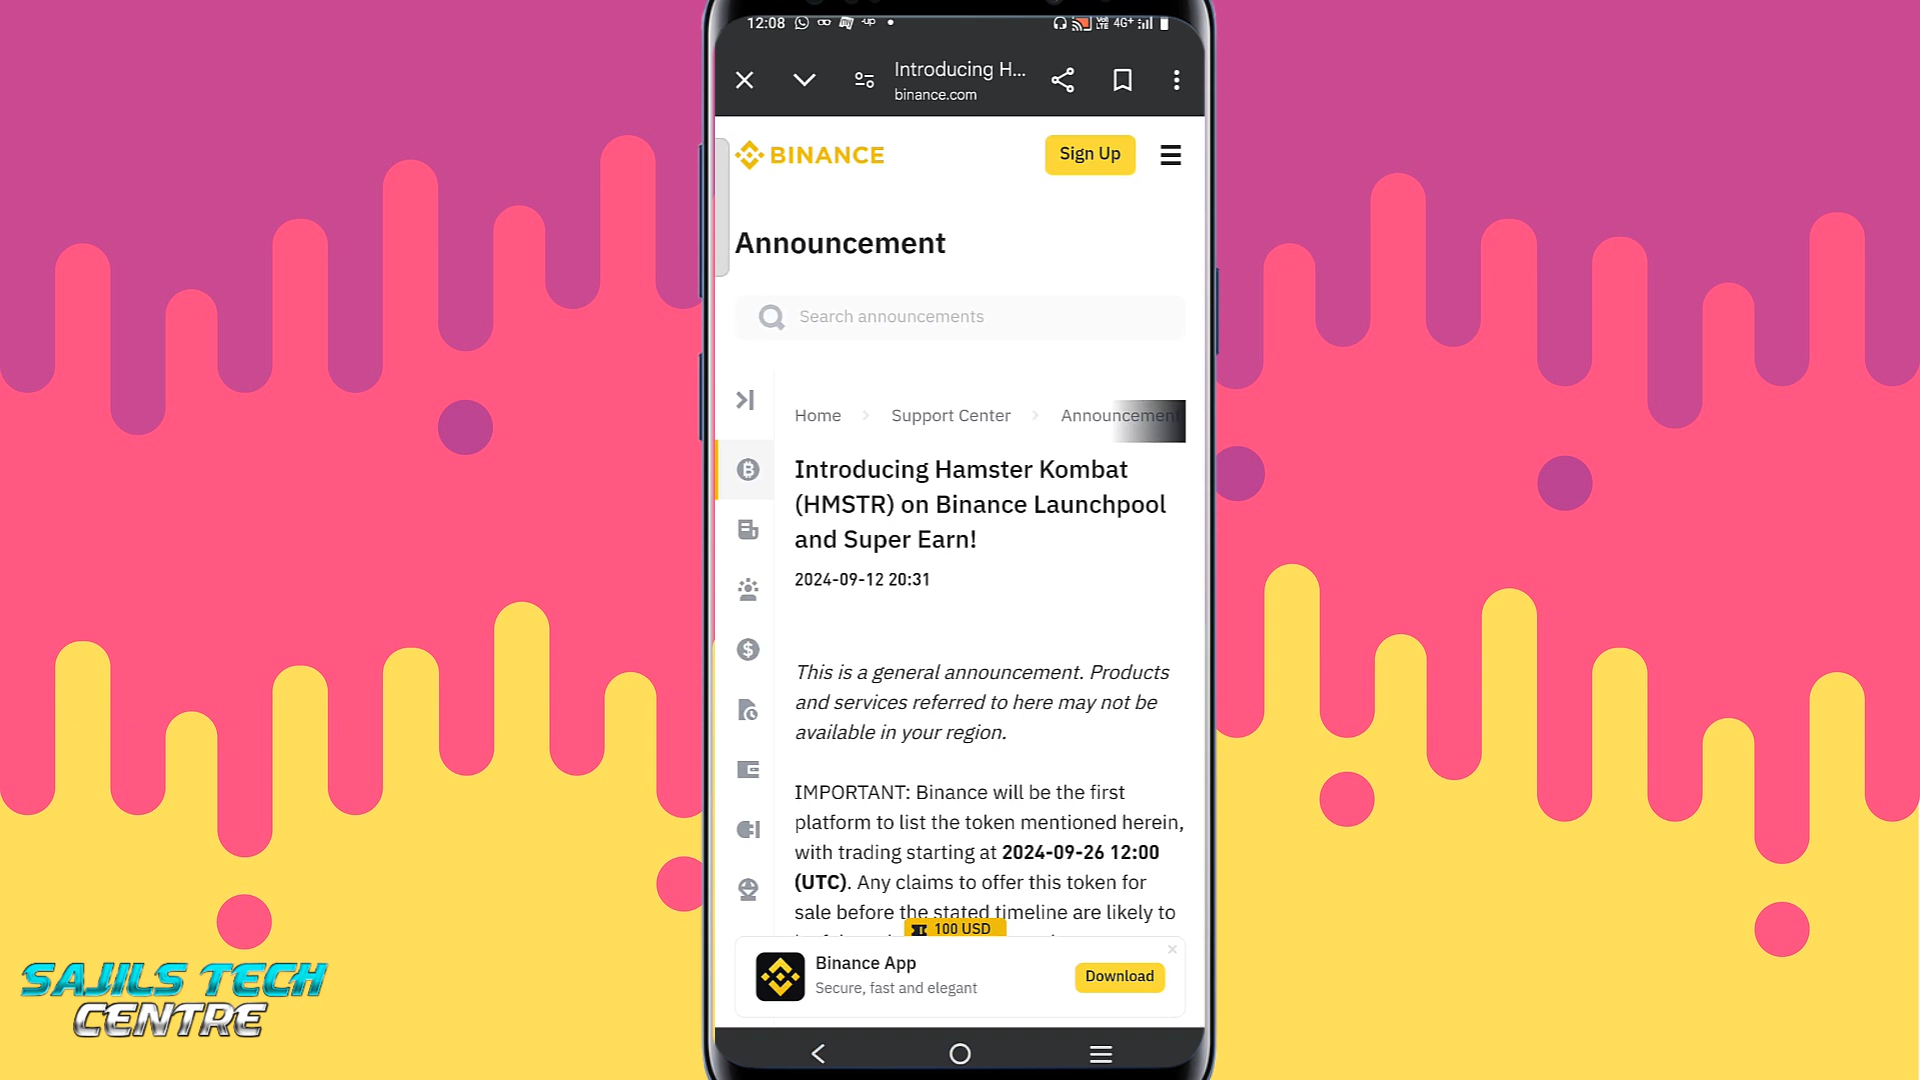 12:08
4G+
Introducing H...
binance.com
BINANCE
Sign Up
Announcement
Search announcements
Home > Support Center > Announcement
Introducing Hamster Kombat
(HMSTR) on Binance Launchpool
and Super Earn!
2024-09-12 20:31
This is a general announcement. Products
and services referred to here may not be
available in your region.
IMPORTANT: Binance will be the first
platform to list the token mentioned herein,
with trading starting at 2024-09-26 12:00
(UTC). Any claims to offer this token for
sale before the stated timeline are likely to
100 USD
Binance App
Secure, fast and elegant
Download
SAJILS TECH
CENTRE